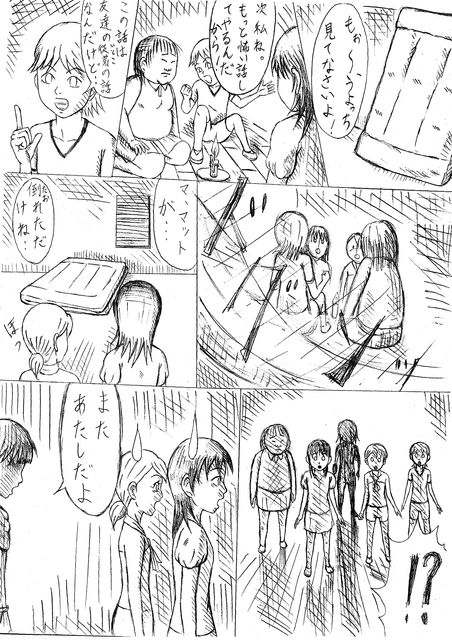 もぉ〜、うよっち
見てなさいよ
次、私ね。
もっと怖い話し
てやるんだ
から
この話は
友達の の話
なんだけど…
マ、マット
が‥
倒れただ
けね‥
ほっ
!?
また
あたしだよ